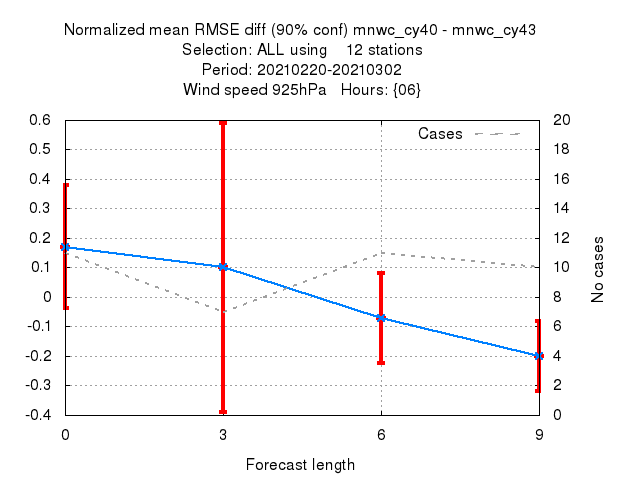 Normalized mean RMSE diff (90% conf) mnwc_cy40 - mnwc_cy43
Selection: ALL using    12 stations
Period: 20210220-20210302
Wind speed 925hPa   Hours: {06}
Cases
0.6
0.5
0.4
0.3
0.2
0.1
0
-0.1
-0.2
-0.3
-0.4
20
18
16
14
12
10
8
6
4
2
0
No cases
0 3 6 9
Forecast length